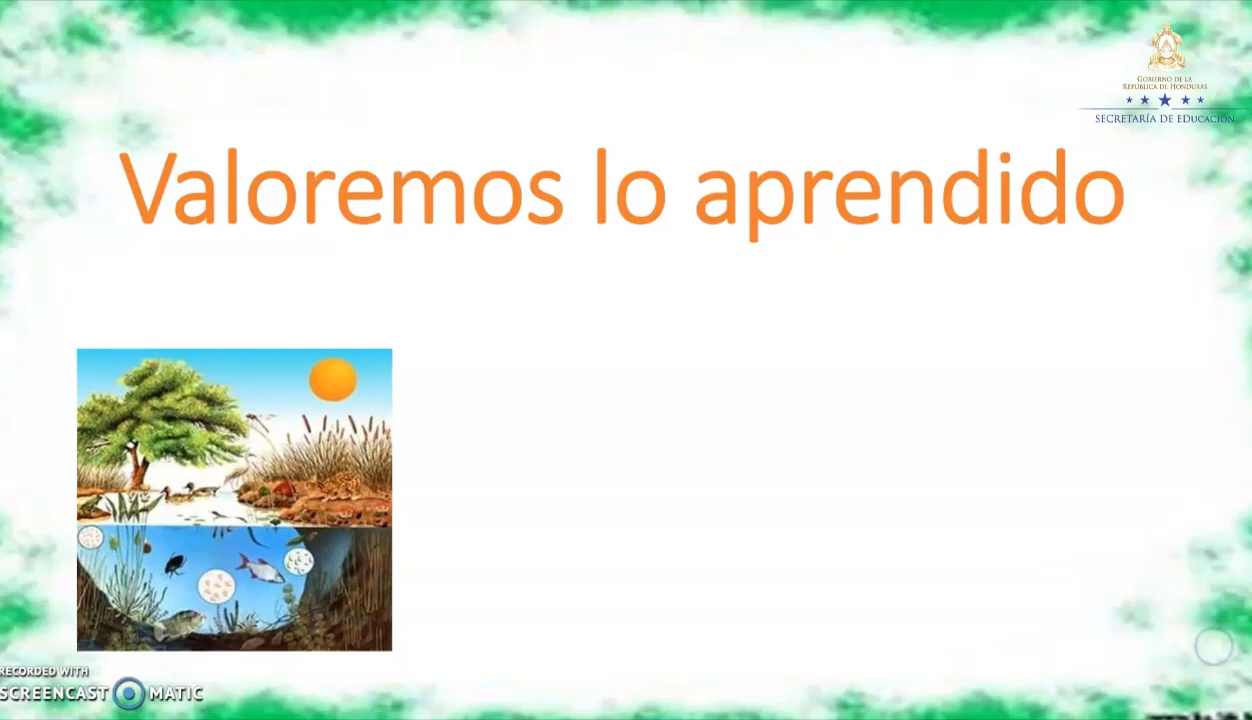 GOBIERNO DE LA
REPÚBLICA DE HONDURAS
SECRETARÍA DE EDUCACIÓN
Valoremos lo aprendido
RECORDED WITH
SCREENCAST MATIC